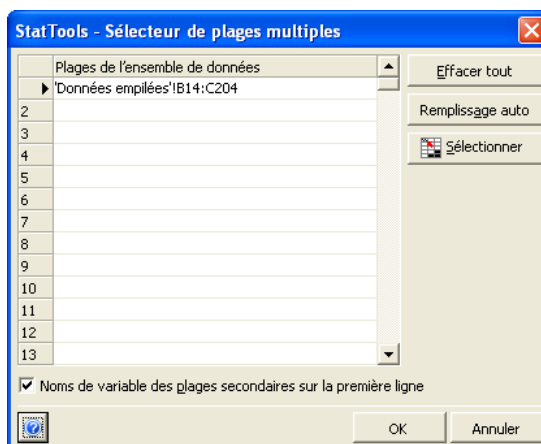 StatTools - Sélecteur de plages multiples
Plages de l'ensemble de données
'Données empilées'!B14:C204
2
3
4
5
6
7
8
9
10
11
12
13
Effacer tout
Remplissage auto
Sélectionner
Noms de variable des plages secondaires sur la première ligne
OK
Annuler